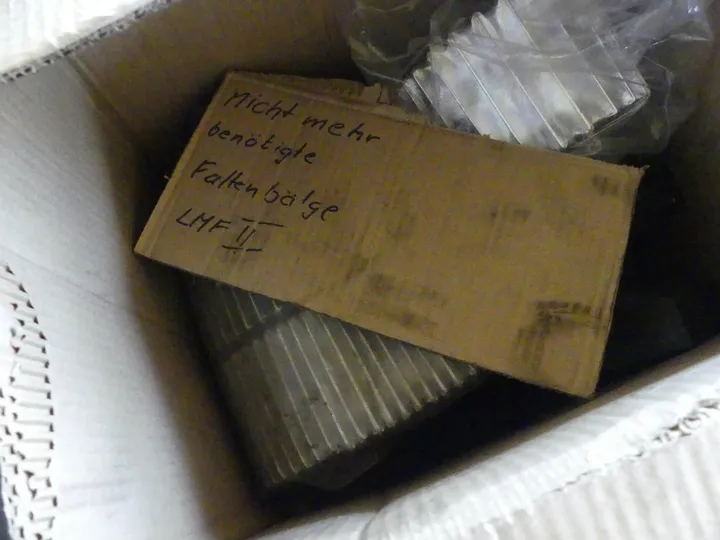 Nicht mehr
benötigte
Faltenbälge
LMF II